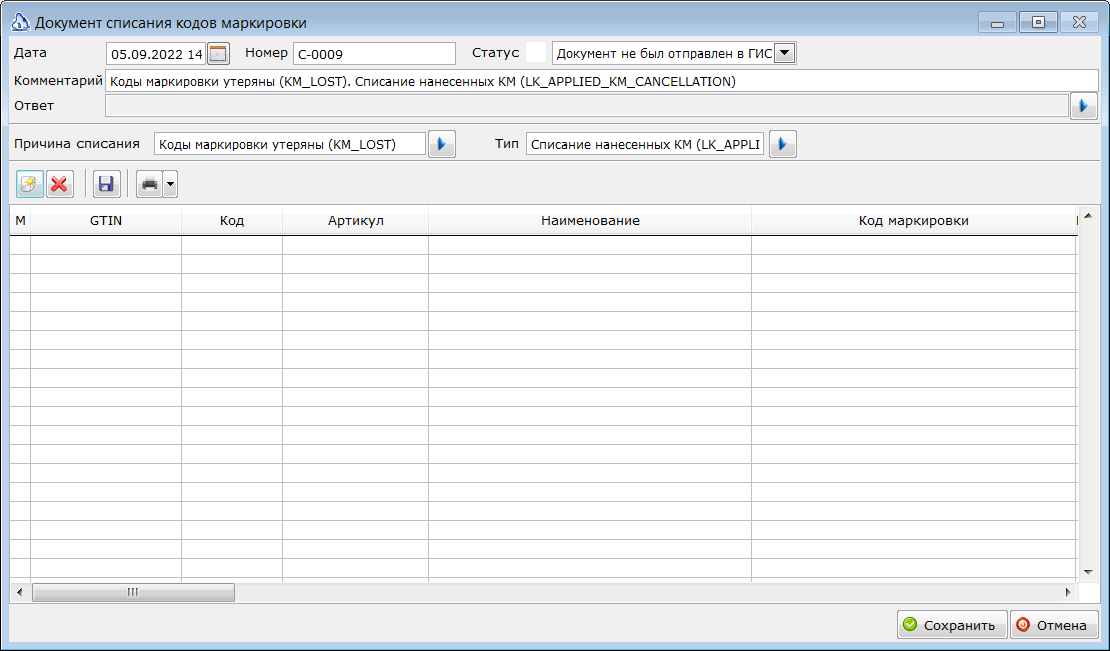 Документ списания кодов маркировки
Дата 05.09.2022 14 Номер С-0009 Статус Документ не был отправлен в ГИС
Комментарий Коды маркировки утеряны (KM_LOST). Списание нанесенных КМ (LK_APPLIED_KM_CANCELLATION)
Ответ
Причина списания Коды маркировки утеряны (KM_LOST) Тип Списание нанесенных КМ (LK_APPLI
М GTIN Код Артикул Наименование Код маркировки
Сохранить Отмена